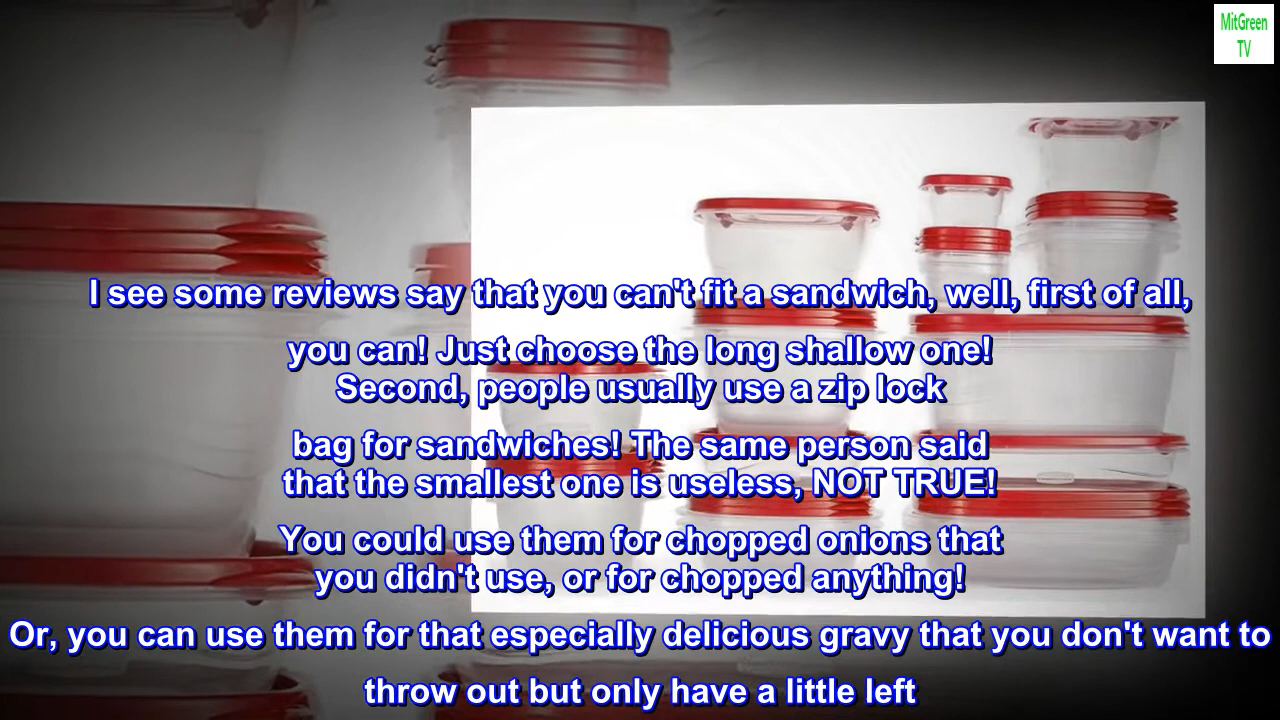 MitGreen
TV
I see some reviews say that you can't fit a sandwich, well, first of all,
you can! Just choose the long shallow one!
Second, people usually use a zip lock
bag for sandwiches! The same person said
that the smallest one is useless, NOT TRUE!
You could use them for chopped onions that
you didn't use, or for chopped anything!
Or, you can use them for that especially delicious gravy that you don't want to
throw out but only have a little left